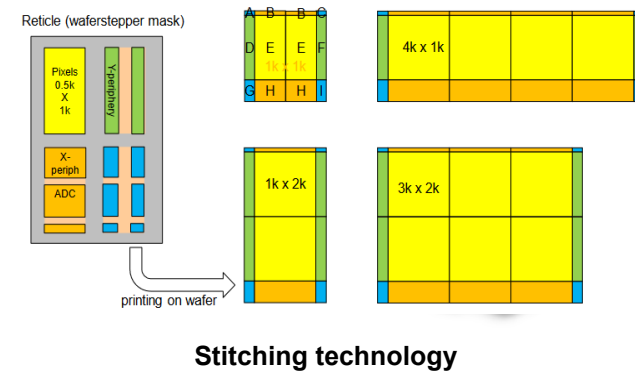 Reticle (waferstepper mask)
Pixels
0.5k
X
1k
Y-periphery
X-
periph
ADC
A B B C
D E E F
1k x 1k
G H H I
4k x 1k
1k x 2k
3k x 2k
printing on wafer
Stitching technology